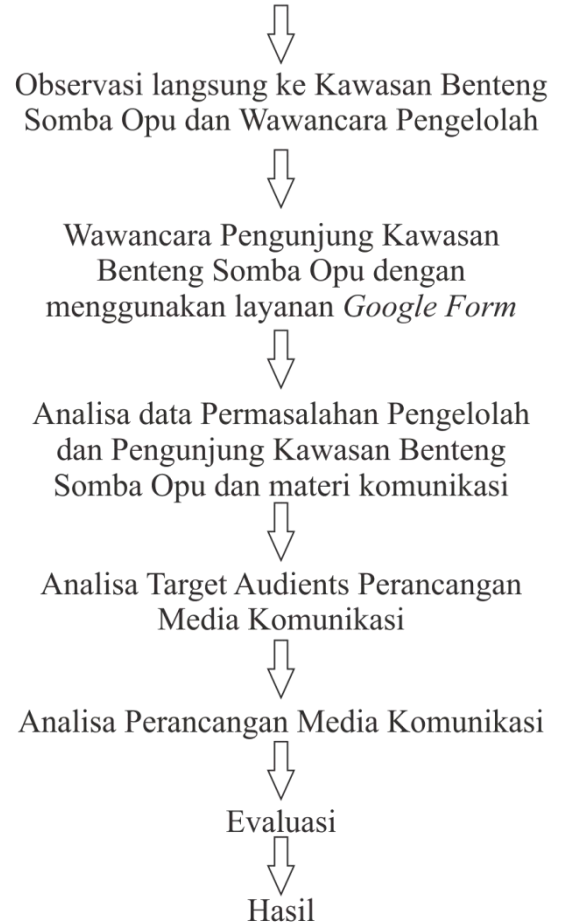 Observasi langsung ke Kawasan Benteng
Somba Opu dan Wawancara Pengelolah
Wawancara Pengunjung Kawasan
Benteng Somba Opu dengan
menggunakan layanan Google Form
Analisa data Permasalahan Pengelolah
dan Pengunjung Kawasan Benteng
Somba Opu dan materi komunikasi
Analisa Target Audients Perancangan
Media Komunikasi
Analisa Perancangan Media Komunikasi
Evaluasi
Hasil